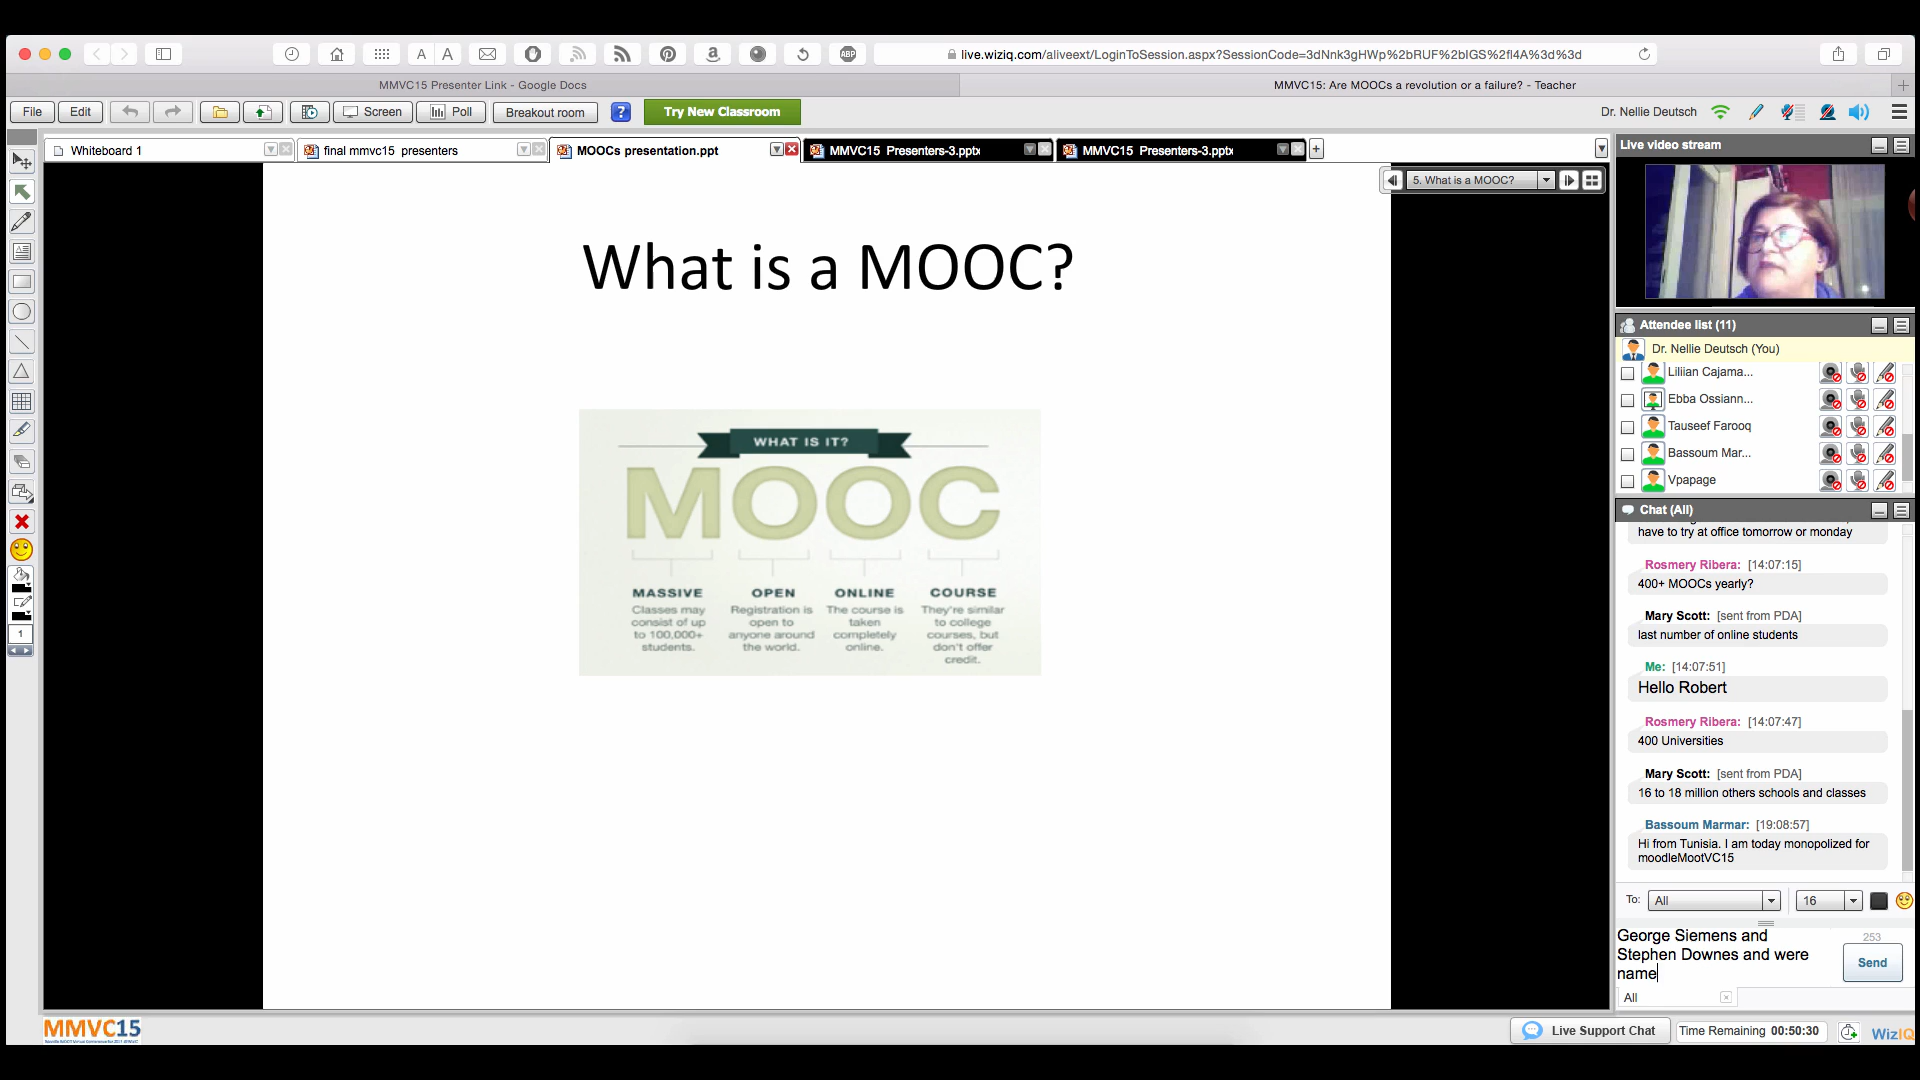 live.wiziq.com/aliveext/LoginToSession.aspx?SessionCode=3dNnk3gHWp%2bRUF%2bIGS%2fl4A%3d%3d
MMVC15 Presenter Link - Google Docs
MMVC15: Are MOOCs a revolution or a failure? - Teacher
File Edit Screen Poll Breakout room ? Try New Classroom Dr. Nellie Deutsch
Whiteboard 1
final mmvc15 presenters
MOOCs presentation.ppt
MMVC15 Presenters-3.pptx
MMVC15 Presenters-3.pptx
5. What is a MOOC?
What is a MOOC?
WHAT IS IT?
MOOC
MASSIVE
Classes may
consist of up
to 100,000+
students.
OPEN
Registration is
open to
anyone around
the world.
ONLINE
The course is
taken
completely
online.
COURSE
They're similar
to college
courses, but
don't offer
credit.
1
Live video stream
Attendee list (11)
Dr. Nellie Deutsch (You)
Liliian Cajama...
Ebba Ossiann...
Tauseef Farooq
Bassoum Mar...
Vpapage
Chat (All)
have to try at office tomorrow or monday
Rosmery Ribera: [14:07:15]
400+ MOOCs yearly?
Mary Scott: [sent from PDA]
last number of online students
Me: [14:07:51]
Hello Robert
Rosmery Ribera: [14:07:47]
400 Universities
Mary Scott: [sent from PDA]
16 to 18 million others schools and classes
Bassoum Marmar: [19:08:57]
Hi from Tunisia. I am today monopolized for
moodleMootVC15
To: All 16
George Siemens and
Stephen Downes and were
name
253
Send
All
MMVC15
Live Support Chat
Time Remaining 00:50:30
WizIQ